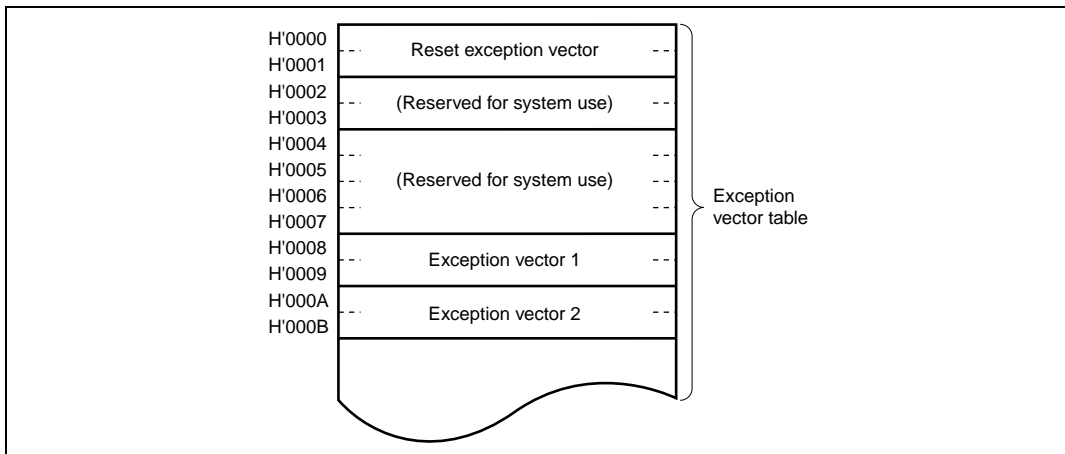 H'0000
Reset exception vector
H'0001
H'0002
(Reserved for system use)
H'0003
H'0004
H'0005
(Reserved for system use)
H'0006
H'0007
Exception
vector table
H'0008
Exception vector 1
H'0009
H'000A
Exception vector 2
H'000B